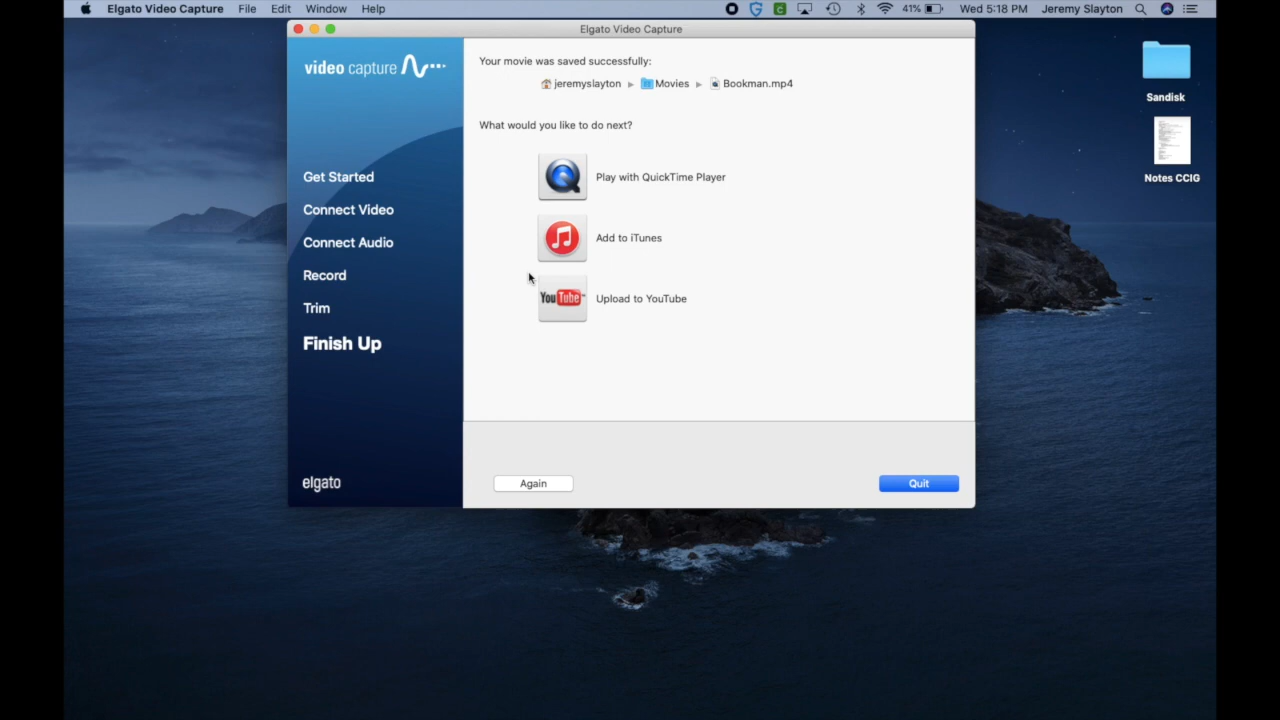 Elgato Video Capture File Edit Window Help 41% Wed 5:18 PM Jeremy Slayton
Elgato Video Capture
video capture
Your movie was saved successfully:
jeremyslayton ▸ Movies ▸ Bookman.mp4
What would you like to do next?
Play with QuickTime Player
Add to iTunes
YouTube Upload to YouTube
Get Started
Connect Video
Connect Audio
Record
Trim
Finish Up
elgato
Again
Quit
Sandisk
Notes CCIG